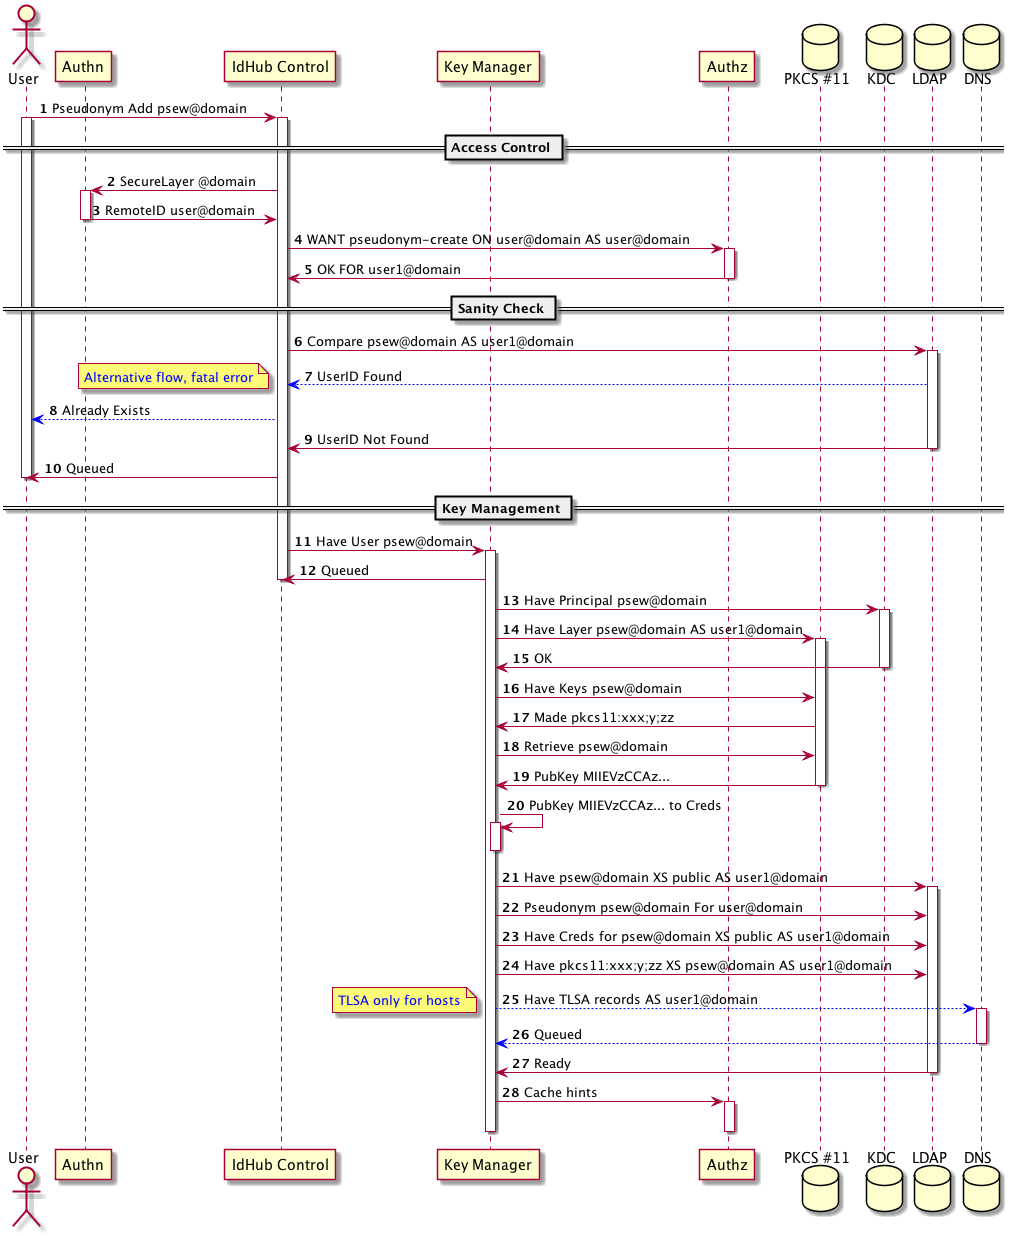 User
Authn
IdHub Control
Key Manager
Authz
PKCS #11
KDC
LDAP
DNS
1 Pseudonym Add psew@domain
Access Control
2 SecureLayer @domain
3 RemoteID user@domain
4 WANT pseudonym-create ON user@domain AS user@domain
5 OK FOR user1@domain
Sanity Check
6 Compare psew@domain AS user1@domain
Alternative flow, fatal error
7 UserID Found
8 Already Exists
9 UserID Not Found
10 Queued
Key Management
11 Have User psew@domain
12 Queued
13 Have Principal psew@domain
14 Have Layer psew@domain AS user1@domain
15 OK
16 Have Keys psew@domain
17 Made pkcs11:xxx;y;zz
18 Retrieve psew@domain
19 PubKey MIIEVzCCAz...
20 PubKey MIIEVzCCAz... to Creds
21 Have psew@domain XS public AS user1@domain
22 Pseudonym psew@domain For user@domain
23 Have Creds for psew@domain XS public AS user1@domain
24 Have pkcs11:xxx;y;zz XS psew@domain AS user1@domain
TLSA only for hosts
25 Have TLSA records AS user1@domain
26 Queued
27 Ready
28 Cache hints
User
Authn
IdHub Control
Key Manager
Authz
PKCS #11
KDC
LDAP
DNS